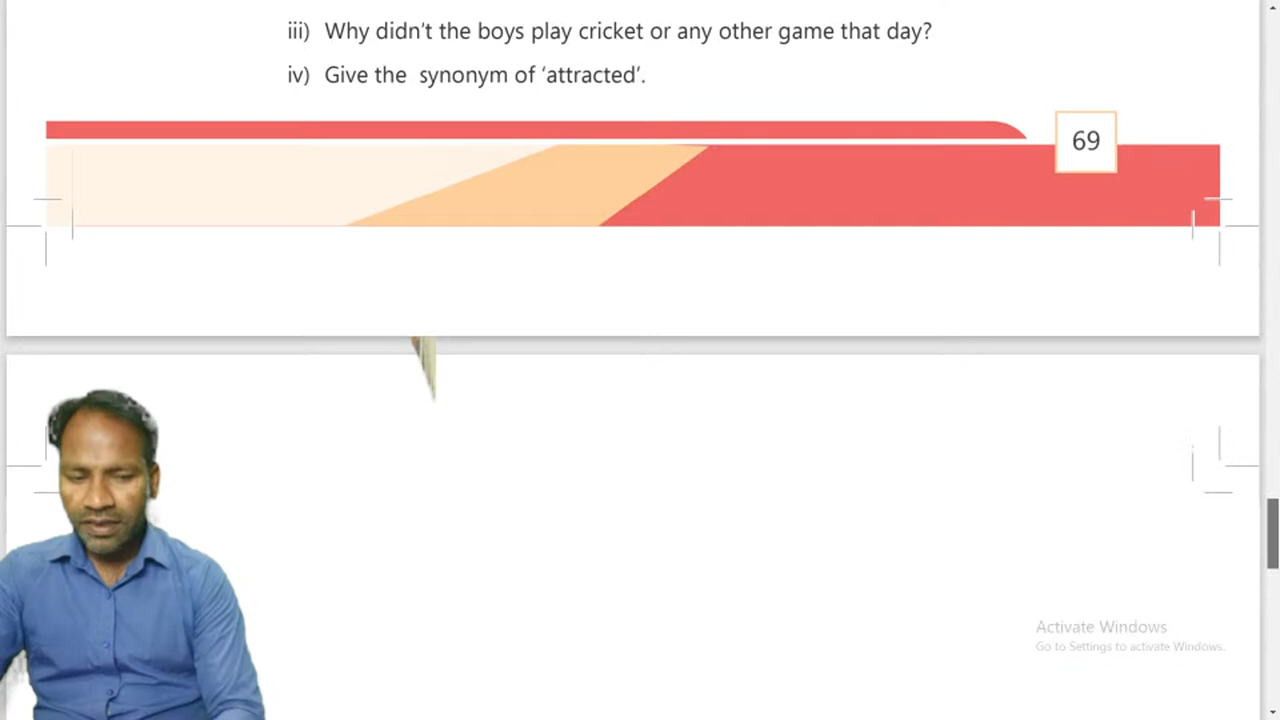 iii) Why didn't the boys play cricket or any other game that day?
iv) Give the synonym of 'attracted'.
69
Activate Windows
Go to Settings to activate Windows.